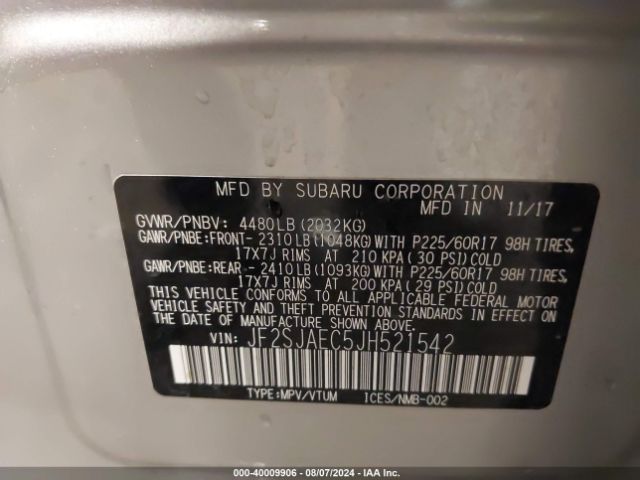 MFD BY SUBARU CORPORATION
MFD IN 11/17
GVWR/PNBV: 4480LB(2032KG)
GAWR/PNBE:FRONT- 2310LB(1048KG)WITH P225/60R17 98H TIRES,
17X7J RIMS AT 210 KPA(30 PSI)COLD
GAWR/PNBE:REAR - 2410LB(1093KG)WITH P225/60R17 98H TIRES,
17X7J RIMS AT 200 KPA(29 PSI)COLD
THIS VEHICLE CONFORMS TO ALL APPLICABLE FEDERAL MOTOR
VEHICLE SAFETY AND THEFT PREVENTION STANDARDS IN EFFECT
ON THE DATE OF MANUFACTURE SHOWN ABOVE.
VIN: JF2SJAEC5JH521542
TYPE:MPV/VTUM ICES/NMB-002
000-40009906 - 08/07/2024 - IAA Inc.